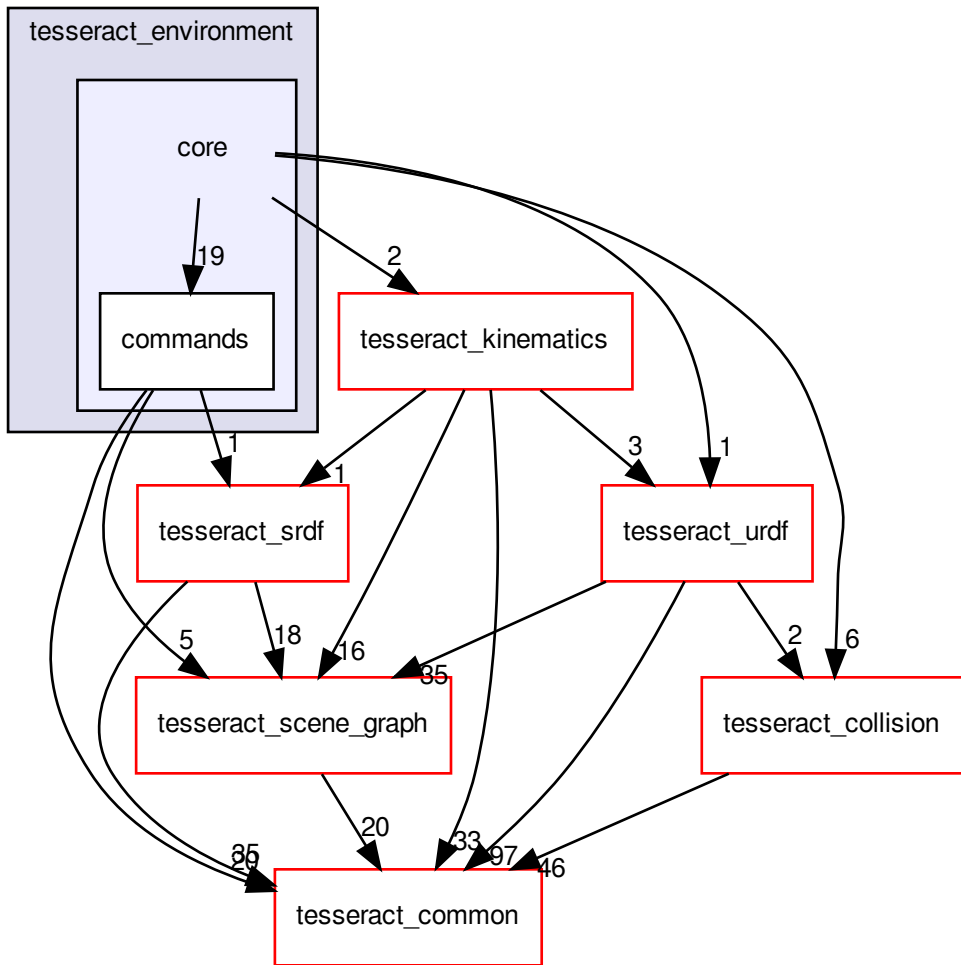 tesseract_environment
core
19
2
commands
tesseract_kinematics
1
1
3
1
tesseract_srdf
tesseract_urdf
5
18
16
35
2
6
tesseract_scene_graph
tesseract_collision
20
33
97
46
tesseract_common